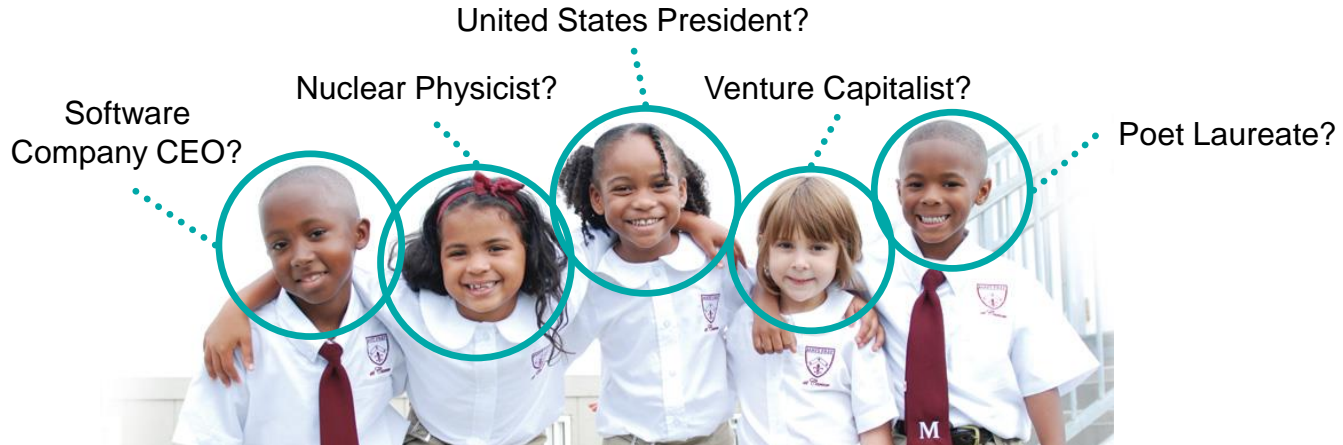 United States President?
Nuclear Physicist?
Venture Capitalist?
Software
Company CEO?
Poet Laureate?
M